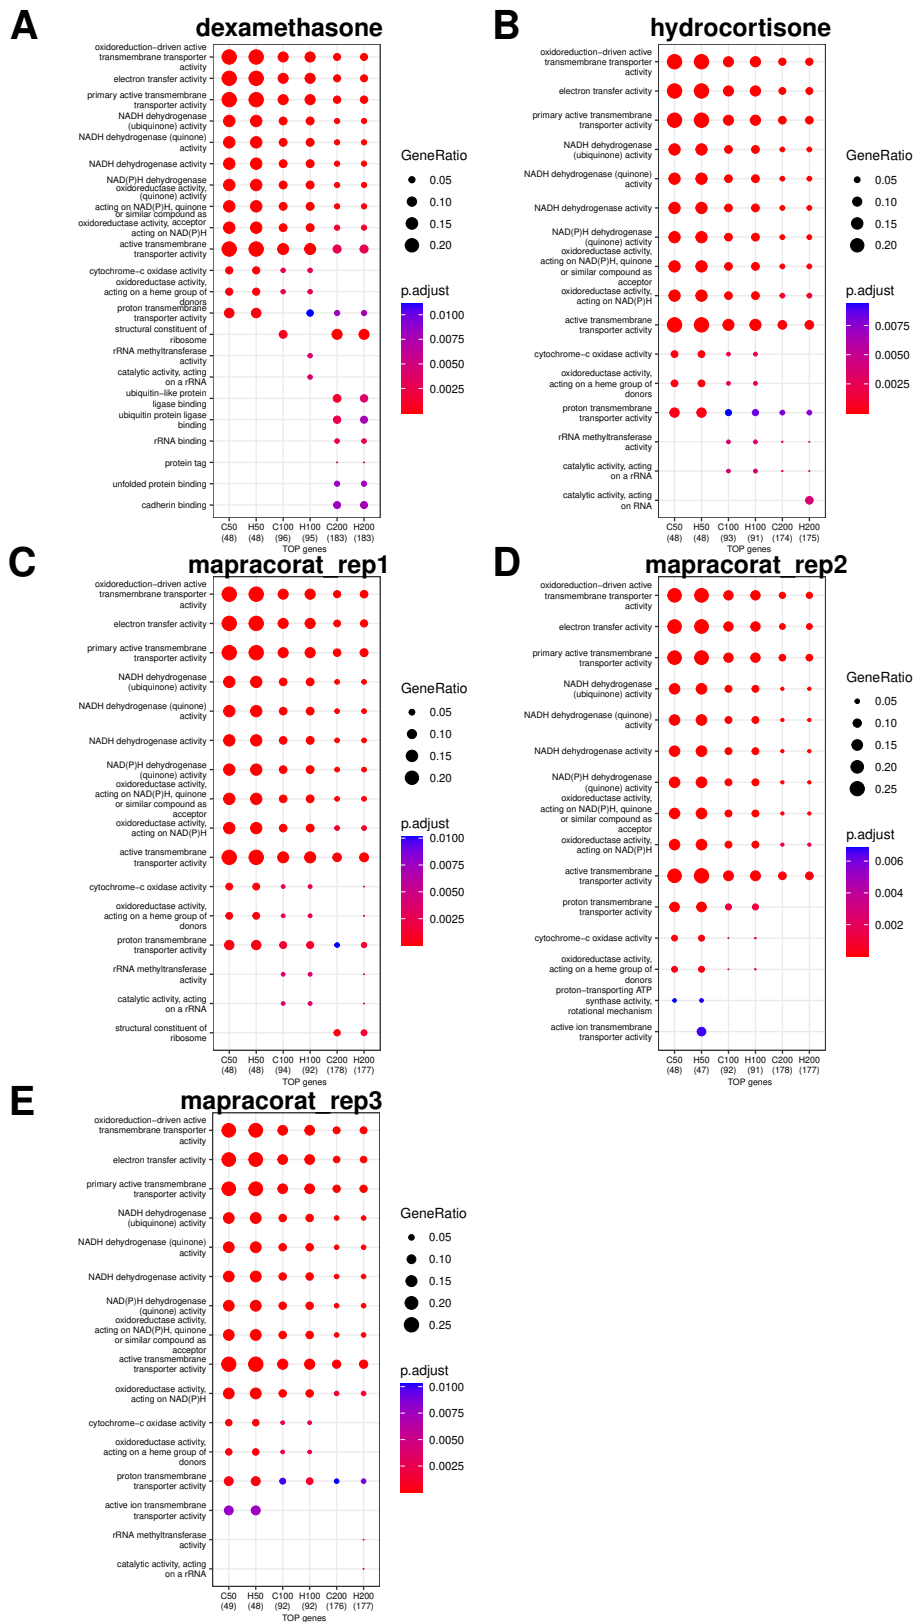 A
dexamethasone
oxidoreduction−driven active
transmembrane transporter
activity
electron transfer activity
primary active transmembrane
transporter activity
NADH dehydrogenase
(ubiquinone) activity
NADH dehydrogenase (quinone)
activity
NADH dehydrogenase activity
NAD(P)H dehydrogenase
(quinone) activity
oxidoreductase activity,
acting on NAD(P)H, quinone
or similar compound as
acceptor
oxidoreductase activity,
acting on NAD(P)H
active transmembrane
transporter activity
cytochrome−c oxidase activity
oxidoreductase activity,
acting on a heme group of
donors
proton transmembrane
transporter activity
structural constituent of
ribosome
rRNA methyltransferase
activity
catalytic activity, acting
on a rRNA
ubiquitin−like protein
ligase binding
ubiquitin protein ligase
binding
rRNA binding
protein tag
unfolded protein binding
cadherin binding
C50 H50 C100 H100 C200 H200
(48) (48) (96) (95) (183) (183)
TOP genes
GeneRatio
0.05
0.10
0.15
0.20
p.adjust
0.0100
0.0075
0.0050
0.0025
B
hydrocortisone
oxidoreduction−driven active
transmembrane transporter
activity
electron transfer activity
primary active transmembrane
transporter activity
NADH dehydrogenase
(ubiquinone) activity
NADH dehydrogenase (quinone)
activity
NADH dehydrogenase activity
NAD(P)H dehydrogenase
(quinone) activity
oxidoreductase activity,
acting on NAD(P)H, quinone
or similar compound as
acceptor
oxidoreductase activity,
acting on NAD(P)H
active transmembrane
transporter activity
cytochrome−c oxidase activity
oxidoreductase activity,
acting on a heme group of
donors
proton transmembrane
transporter activity
rRNA methyltransferase
activity
catalytic activity, acting
on a rRNA
catalytic activity, acting
on RNA
C50 H50 C100 H100 C200 H200
(48) (48) (93) (91) (174) (175)
TOP genes
GeneRatio
0.05
0.10
0.15
0.20
p.adjust
0.0075
0.0050
0.0025
C
mapracorat_rep1
oxidoreduction−driven active
transmembrane transporter
activity
electron transfer activity
primary active transmembrane
transporter activity
NADH dehydrogenase
(ubiquinone) activity
NADH dehydrogenase (quinone)
activity
NADH dehydrogenase activity
NAD(P)H dehydrogenase
(quinone) activity
oxidoreductase activity,
acting on NAD(P)H, quinone
or similar compound as
acceptor
oxidoreductase activity,
acting on NAD(P)H
active transmembrane
transporter activity
cytochrome−c oxidase activity
oxidoreductase activity,
acting on a heme group of
donors
proton transmembrane
transporter activity
rRNA methyltransferase
activity
catalytic activity, acting
on a rRNA
structural constituent of
ribosome
C50 H50 C100 H100 C200 H200
(48) (48) (94) (92) (178) (177)
TOP genes
GeneRatio
0.05
0.10
0.15
0.20
p.adjust
0.0100
0.0075
0.0050
0.0025
D
mapracorat_rep2
oxidoreduction−driven active
transmembrane transporter
activity
electron transfer activity
primary active transmembrane
transporter activity
NADH dehydrogenase
(ubiquinone) activity
NADH dehydrogenase (quinone)
activity
NADH dehydrogenase activity
NAD(P)H dehydrogenase
(quinone) activity
oxidoreductase activity,
acting on NAD(P)H, quinone
or similar compound as
acceptor
oxidoreductase activity,
acting on NAD(P)H
active transmembrane
transporter activity
proton transmembrane
transporter activity
cytochrome−c oxidase activity
oxidoreductase activity,
acting on a heme group of
donors
proton−transporting ATP
synthase activity,
rotational mechanism
active ion transmembrane
transporter activity
C50 H50 C100 H100 C200 H200
(48) (47) (92) (91) (178) (177)
TOP genes
GeneRatio
0.05
0.10
0.15
0.20
0.25
p.adjust
0.006
0.004
0.002
E
mapracorat_rep3
oxidoreduction−driven active
transmembrane transporter
activity
electron transfer activity
primary active transmembrane
transporter activity
NADH dehydrogenase
(ubiquinone) activity
NADH dehydrogenase (quinone)
activity
NADH dehydrogenase activity
NAD(P)H dehydrogenase
(quinone) activity
oxidoreductase activity,
acting on NAD(P)H, quinone
or similar compound as
acceptor
active transmembrane
transporter activity
oxidoreductase activity,
acting on NAD(P)H
cytochrome−c oxidase activity
oxidoreductase activity,
acting on a heme group of
donors
proton transmembrane
transporter activity
active ion transmembrane
transporter activity
rRNA methyltransferase
activity
catalytic activity, acting
on a rRNA
C50 H50 C100 H100 C200 H200
(49) (48) (92) (92) (176) (177)
TOP genes
GeneRatio
0.05
0.10
0.15
0.20
0.25
p.adjust
0.0100
0.0075
0.0050
0.0025